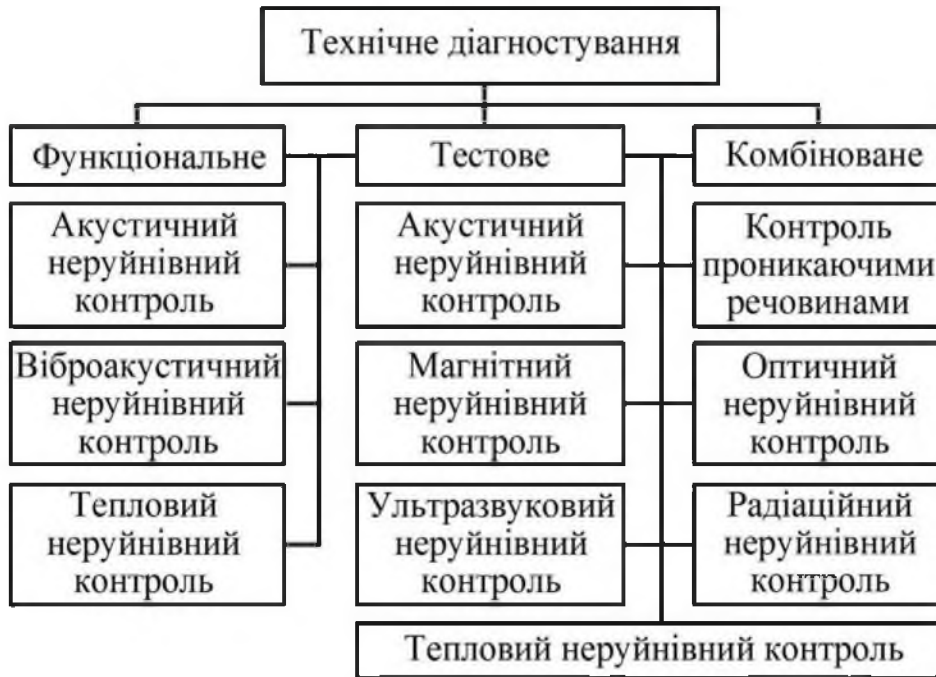 Технічне діагностування
Функціональне
Тестове
Комбіноване
Акустичний
неруйнівний
контроль
Акустичний
неруйнівний
контроль
Контроль
проникаючими
речовинами
Віброакустичний
неруйнівний
контроль
Магнітний
неруйнівний
контроль
Оптичний
неруйнівний
контроль
Тепловий
неруйнівний
контроль
Ультразвуковий
неруйнівний
контроль
Радіаційний
неруйнівний
контроль
Тепловий неруйнівний контроль